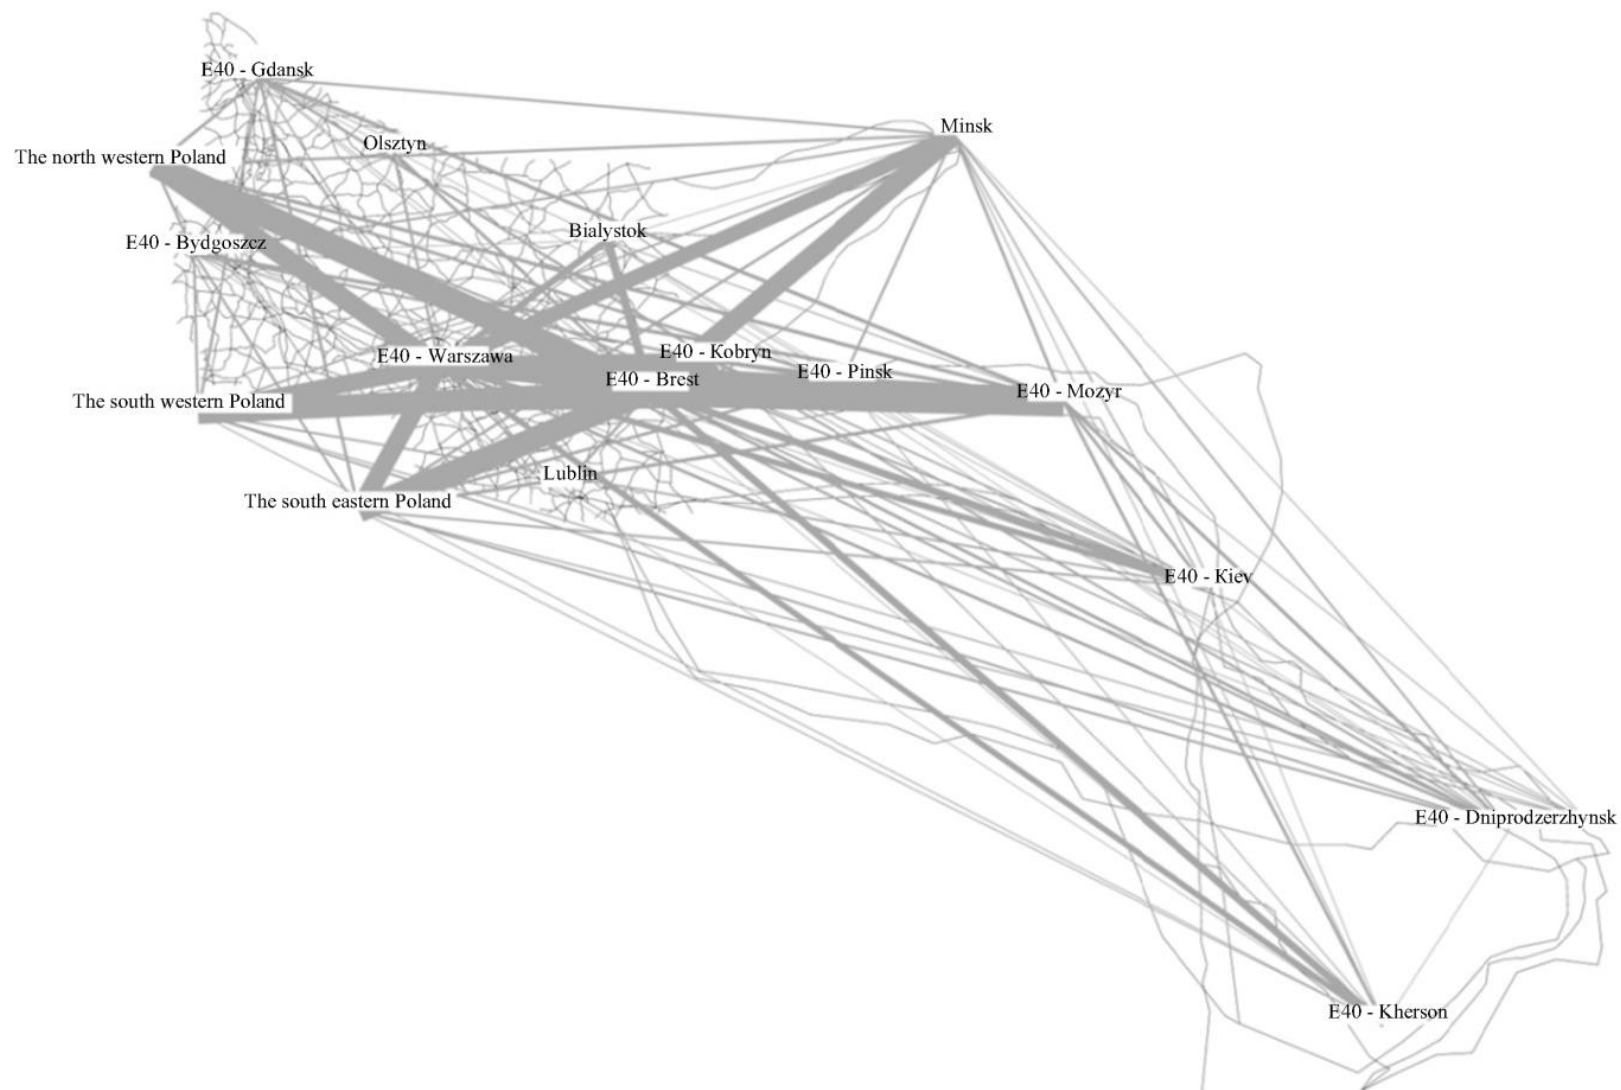 E40 - Gdansk
Minsk
Olsztyn
The north western Poland
Bialystok
E40 - Bydgoszcz
E40 - Kobryn
E40 - Warszawa
E40 - Pinsk
E40 - Brest
E40 - Mozyr
The south western Poland
Lublin
The south eastern Poland
E40 - Kiev
E40 - Dniprodzerzhynsk
E40 - Kherson